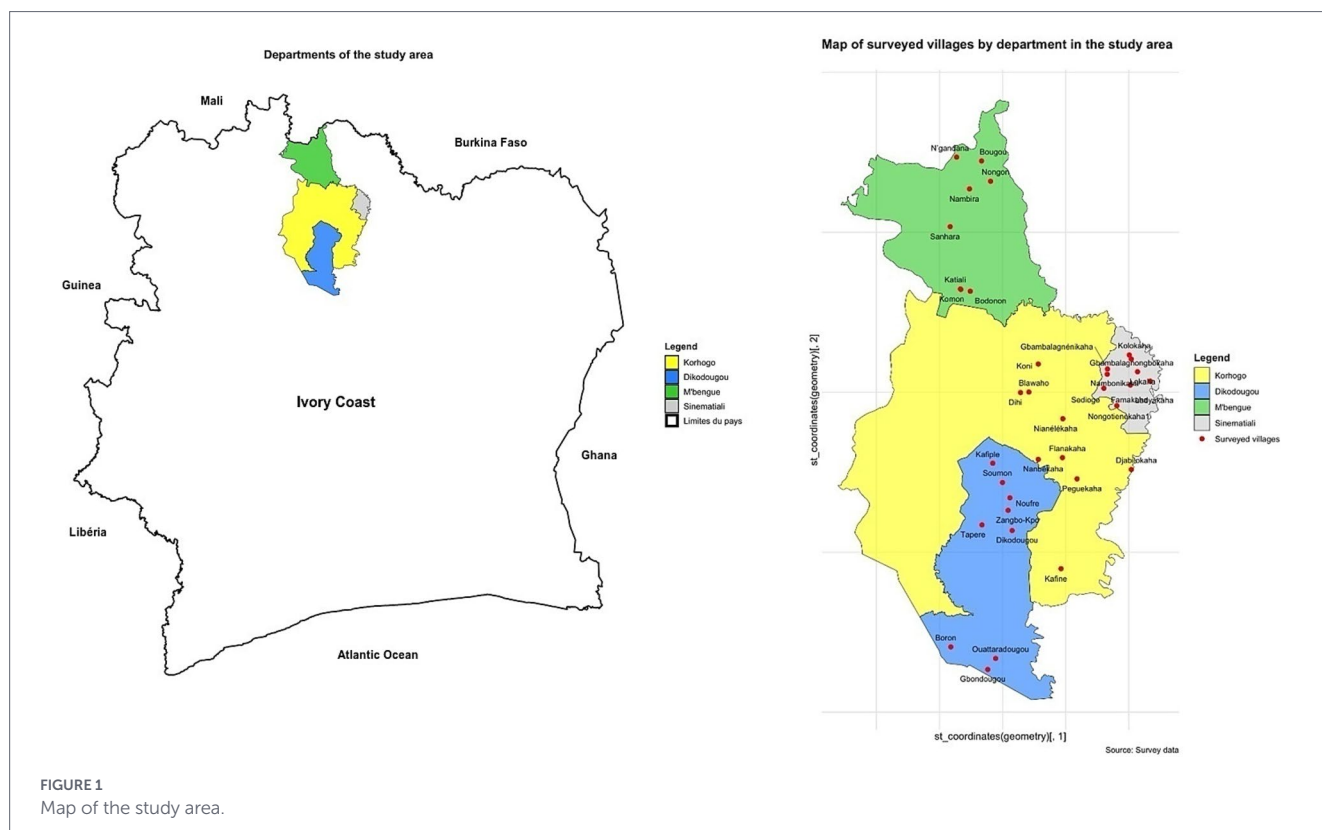 Departments of the study area
Mali
Burkina Faso
Guinea
Ivory Coast
Ghana
Libéria
Atlantic Ocean
Legend
Korhogo
Dikodougou
M'bengue
Sinematiali
Limites du pays
Map of surveyed villages by department in the study area
N'gandana
Bougou
Nongon
Nambira
Sanhara
Katiali
Komon
Bodonon
Gbambalagnénikaha
Kolokaha
Koni
Gbambalaghongbokaha
Blawaho
Nambonikaha
Lokaha
Dihi
Sediogo
Famakaha
Nongotienokaha1
Nianélékaha
Kafiple
Flanakaha
Soumon
Peguekaha
Noufre
Zangbo-Kpo
Tapere
Dikodougou
Kafine
Boron
Ouattaradougou
Gbondougou
st_coordinates(geometry)[, 2]
st_coordinates(geometry)[, 1]
Legend
Korhogo
Dikodougou
M'bengue
Sinematiali
Surveyed villages
Source: Survey data
FIGURE 1
Map of the study area.